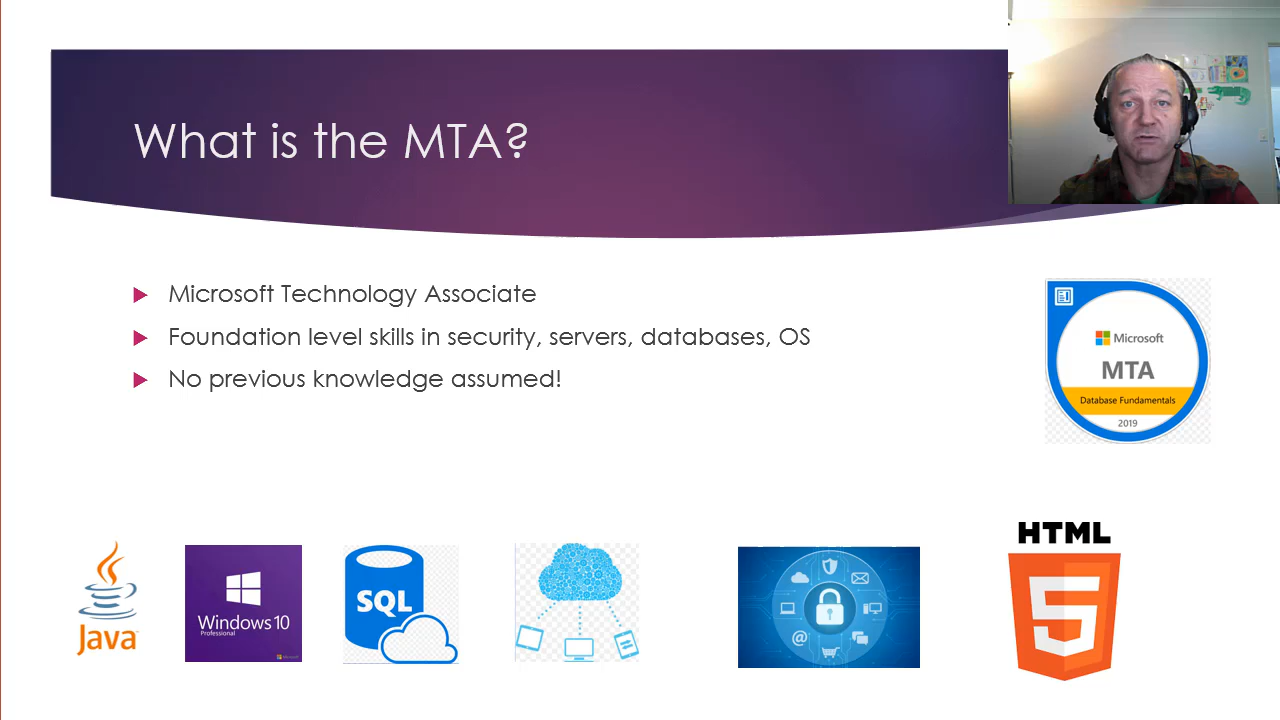 What is the MTA?
Microsoft Technology Associate
Foundation level skills in security, servers, databases, OS
No previous knowledge assumed!
Microsoft
MTA
Database Fundamentals
2019
Java
Windows 10
Professional
Microsoft
SQL
@
HTML
5